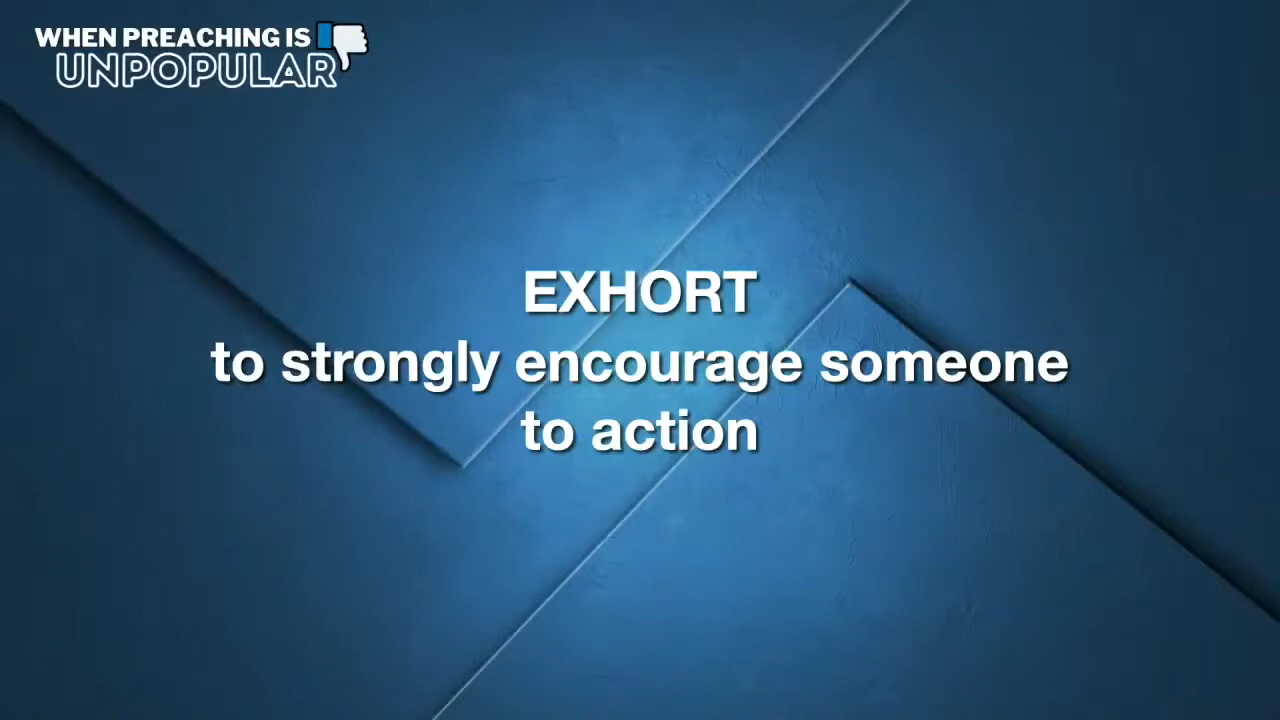 WHEN PREACHING IS
UNPOPULAR
EXHORT
to strongly encourage someone
to action